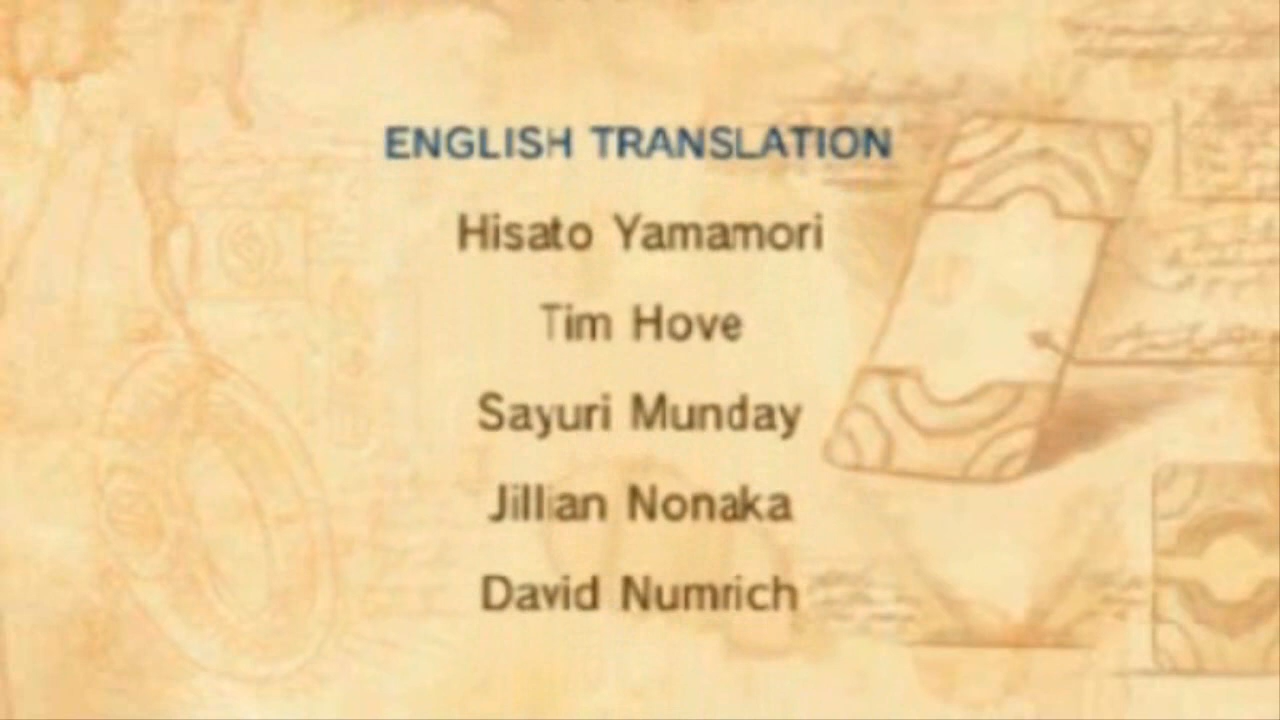 ENGLISH TRANSLATION
Hisato Yamamori
Tim Hove
Sayuri Munday
Jillian Nonaka
David Numrich